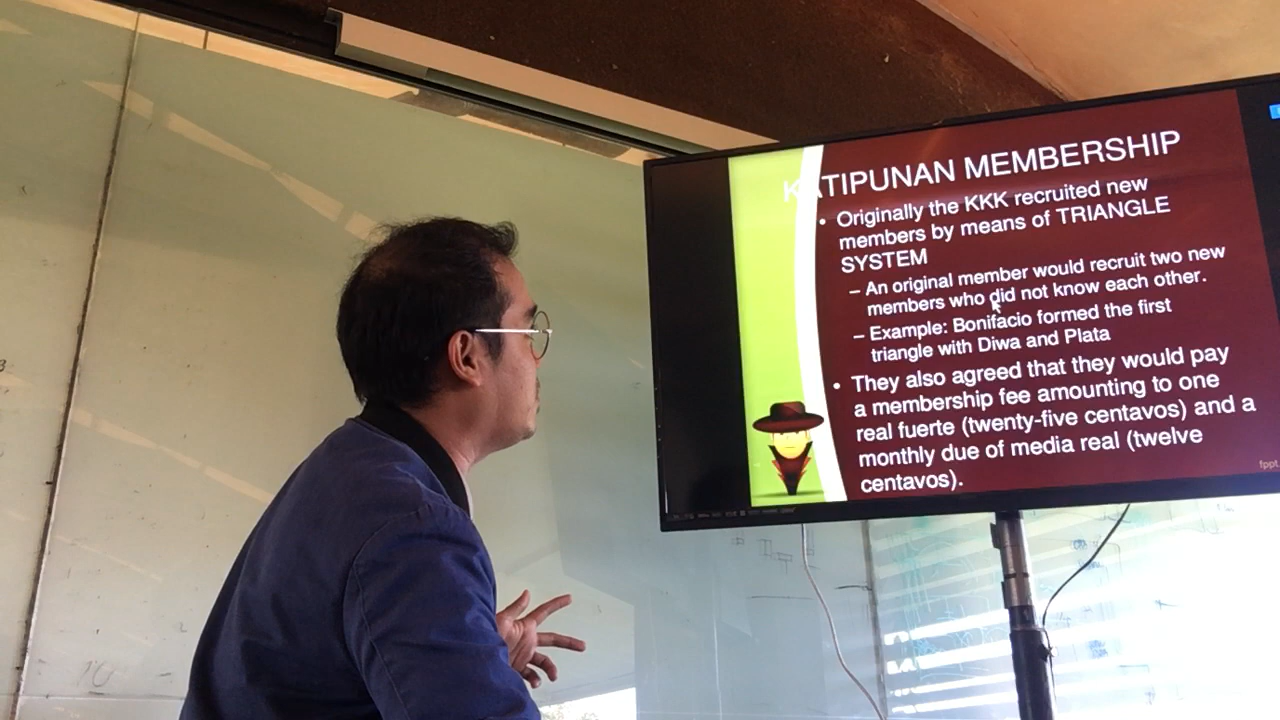 KATIPUNAN MEMBERSHIP
• Originally the KKK recruited new
members by means of TRIANGLE
SYSTEM
– An original member would recruit two new
members who did not know each other.
– Example: Bonifacio formed the first
triangle with Diwa and Plata
• They also agreed that they would pay
a membership fee amounting to one
real fuerte (twenty-five centavos) and a
monthly due of media real (twelve
centavos).
fppt